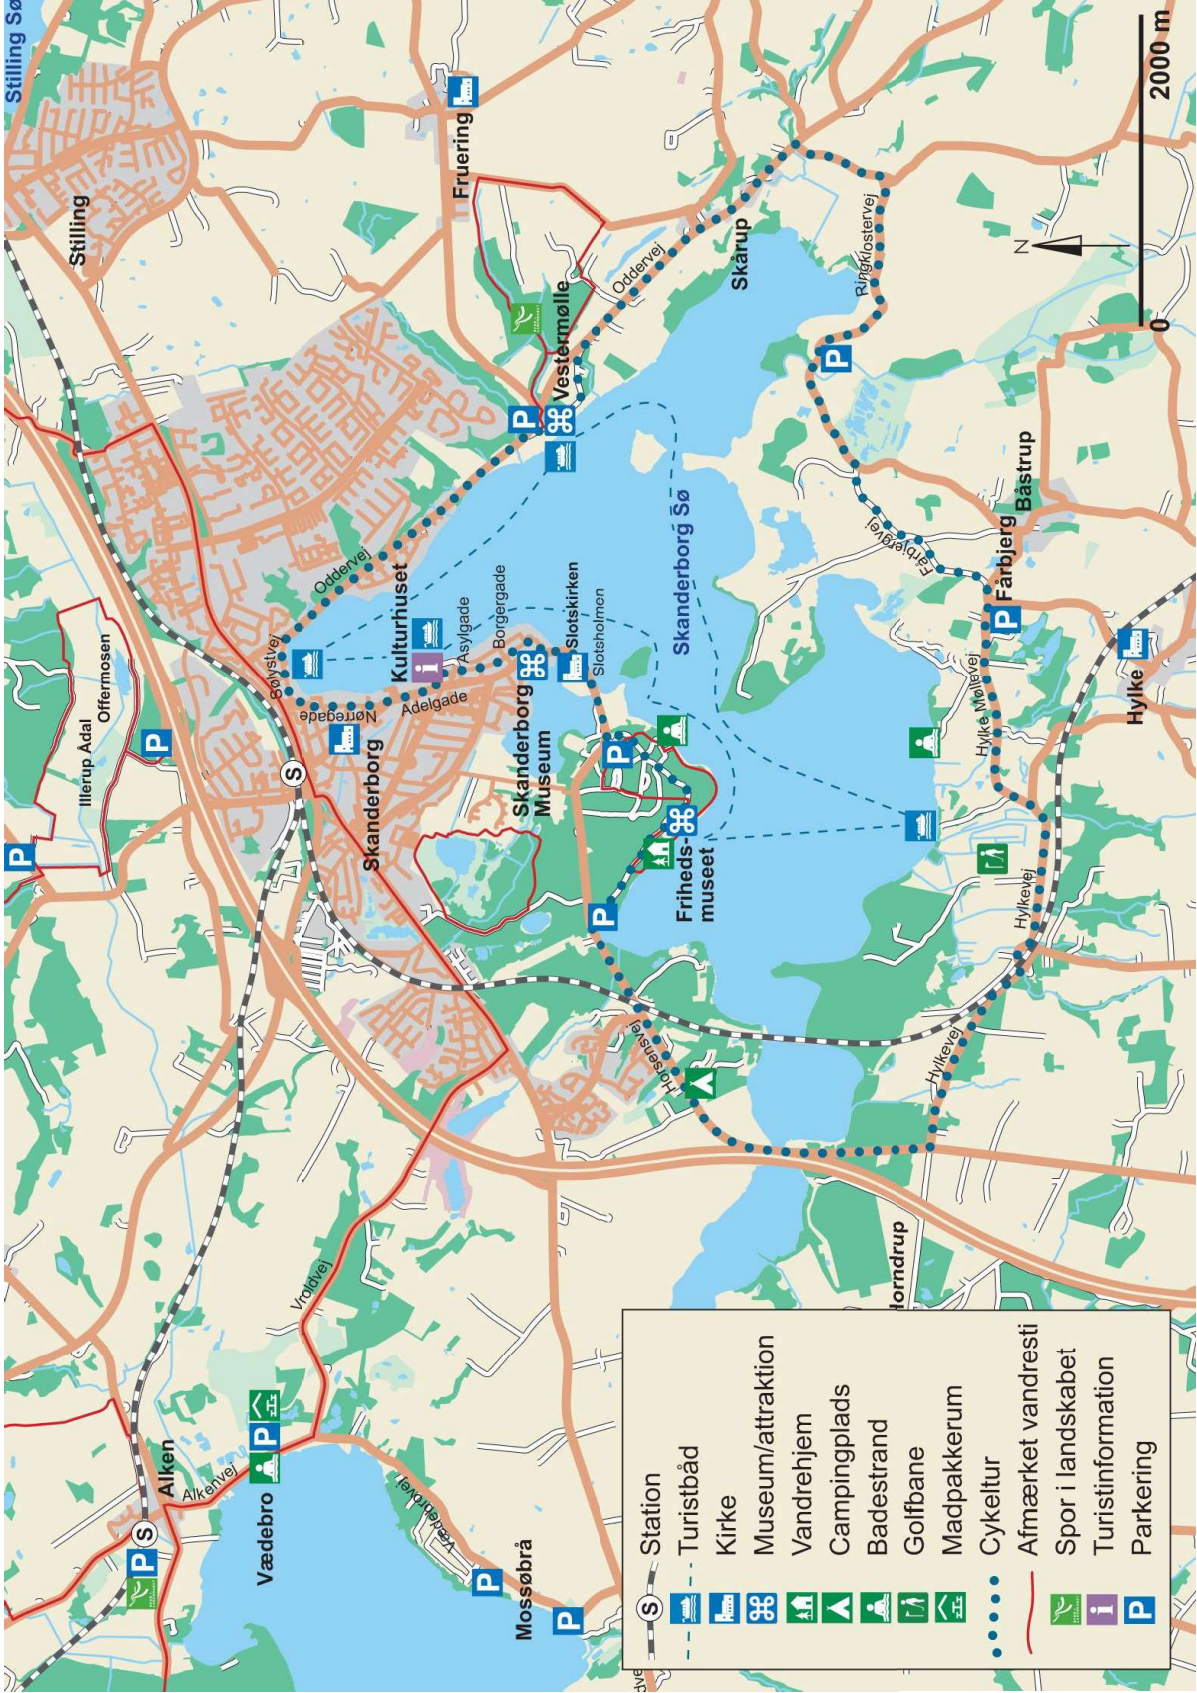 Stilling Sø
Stilling
Fruering
Illerup Ådal
Offermosen
Sølystvej
Oddervej
Nørregade
Skanderborg
Kulturhuset
Adelgade
Asylgade
Borgergade
Skanderborg
Museum
Slotskirken
Slotsholmen
Vestermølle
Oddervej
Skårup
Ringklostervej
Skanderborg Sø
Friheds-
museet
Horsensvej
Vroldvej
Alken
Alkenvej
Vædebro
Vædebrovej
Mossøbrå
Fårbjergvej
Fårbjerg
Båstrup
Hylke Møllevej
Hylke
Hylkevej
Hylkevej
N
0
2000 m
S
S
P
P
P
P
P
P
P
P
P
P
P
P
i
S Station
Turistbåd
Kirke
Museum/attraktion
Vandrehjem
Campingplads
Badestrand
Golfbane
Madpakkerum
Cykeltur
Afmærket vandresti
Spor i landskabet
i Turistinformation
P Parkering